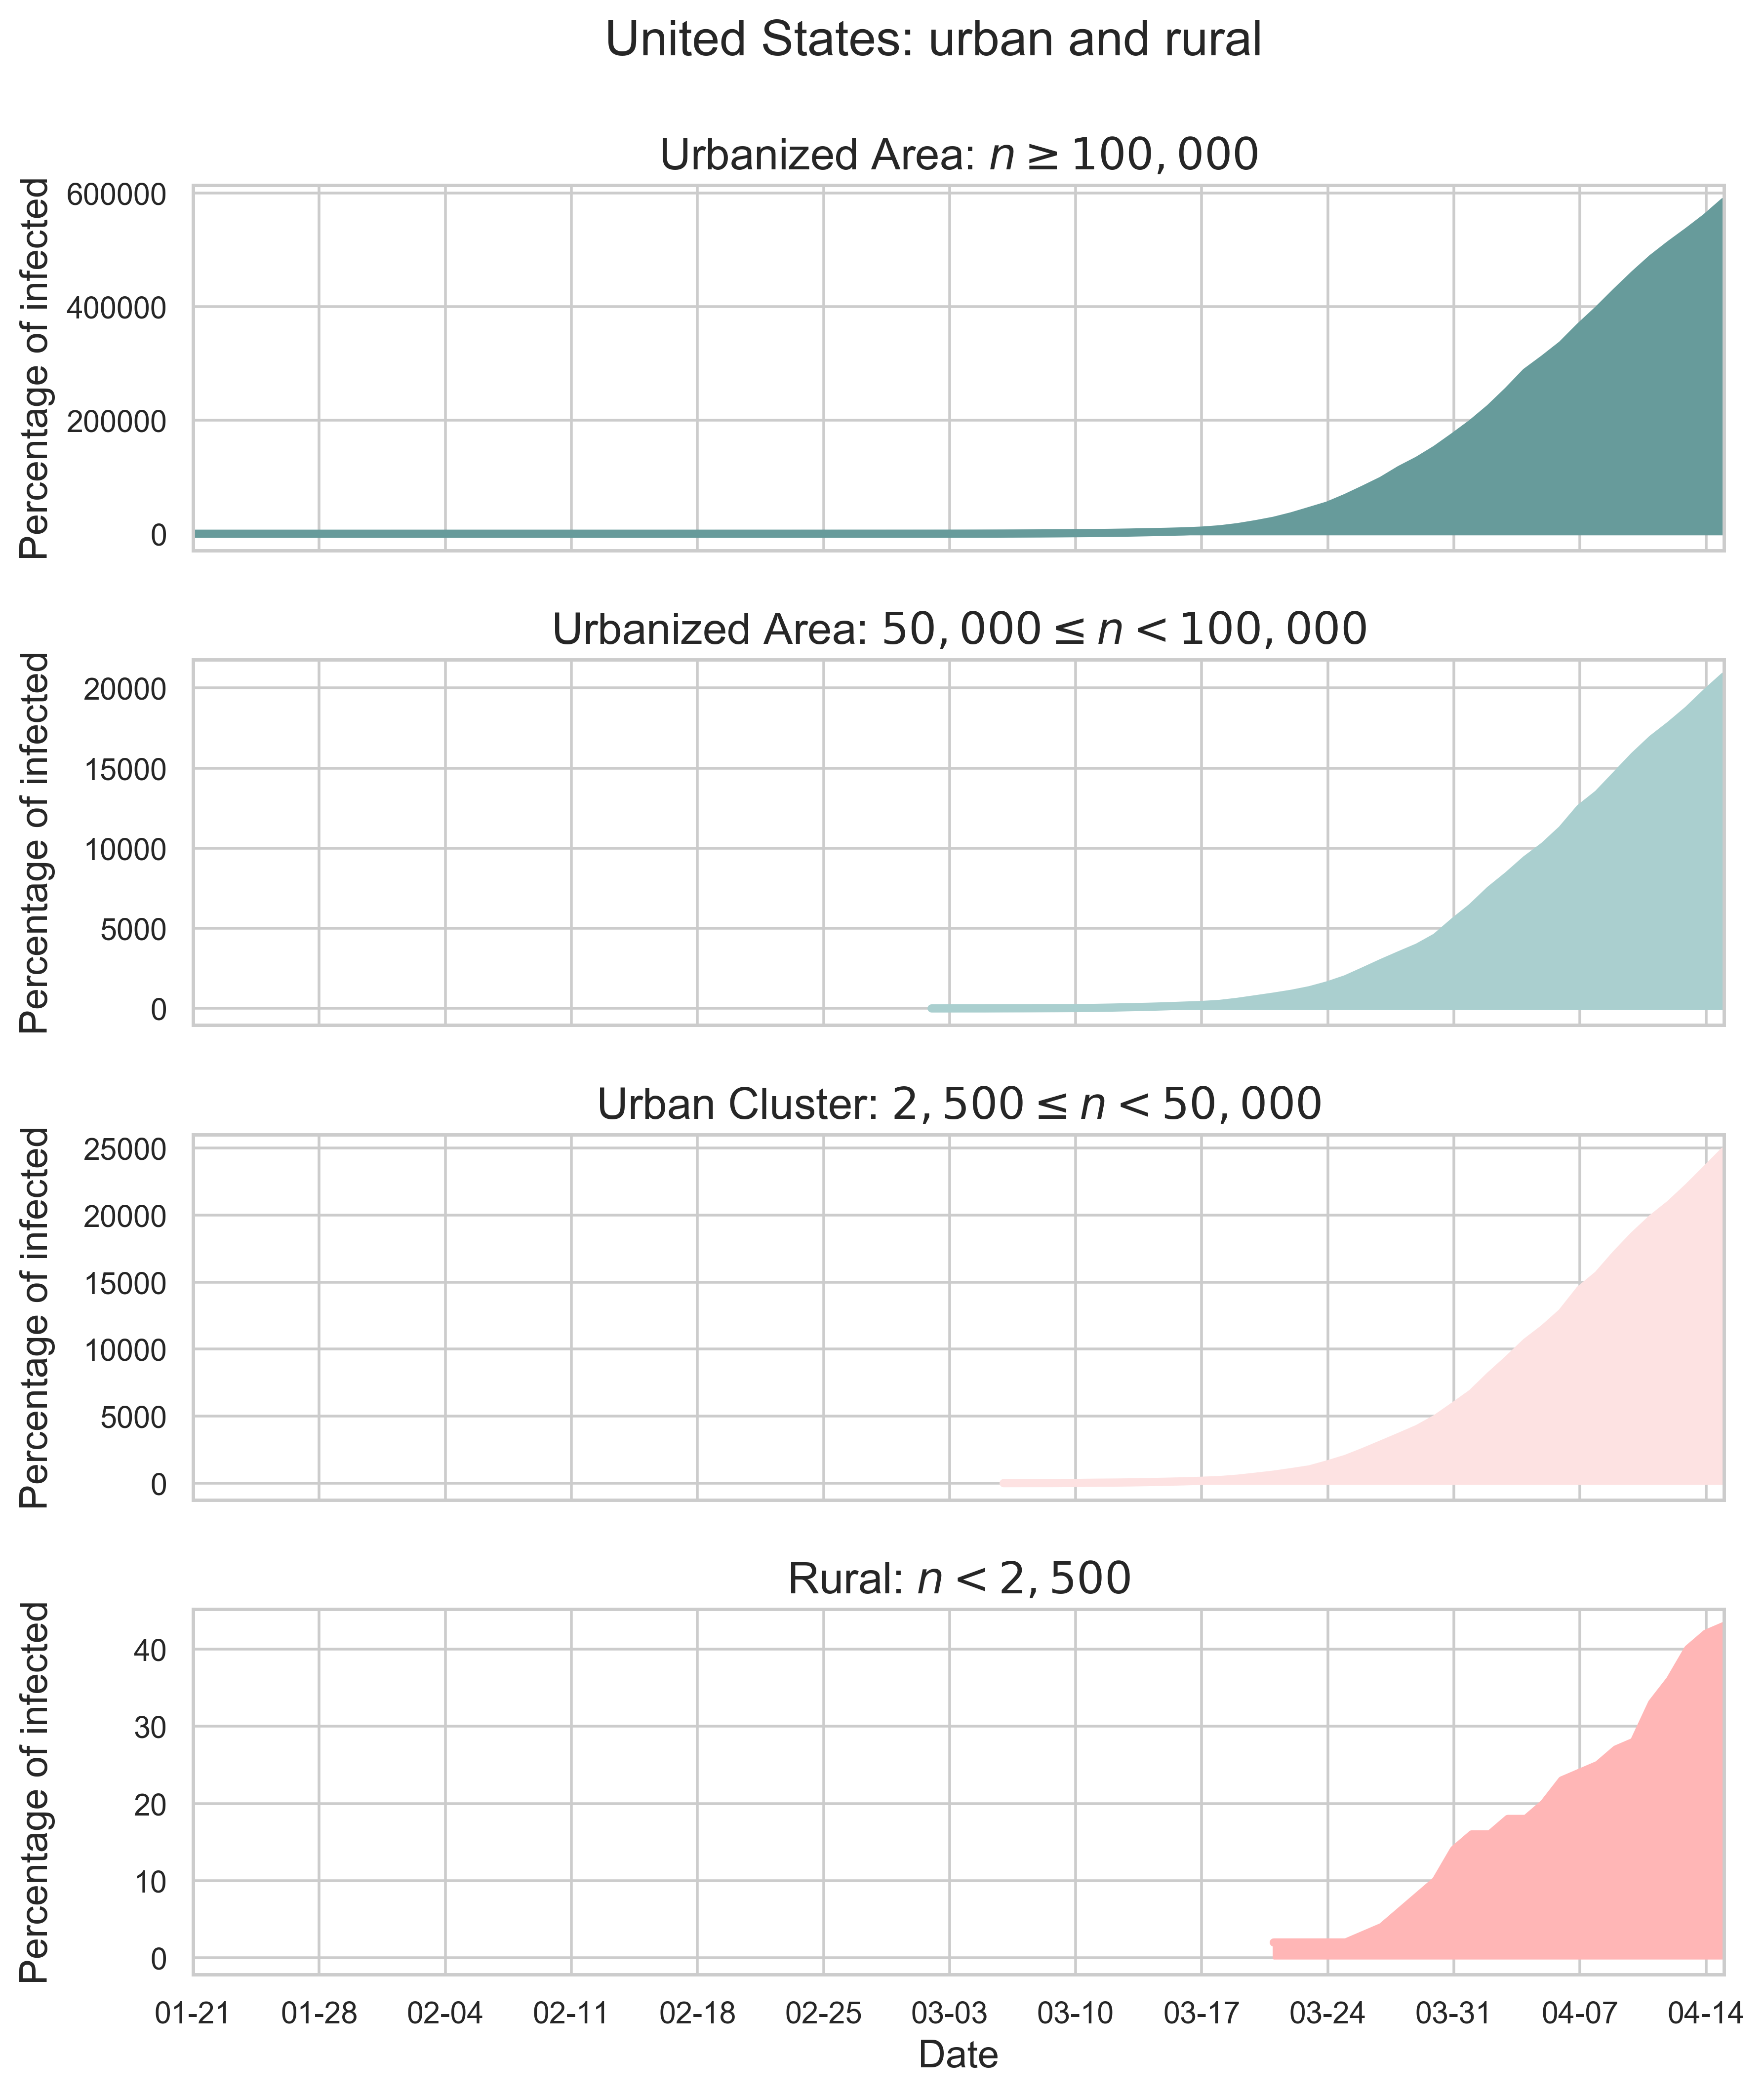 United States: urban and rural
Urbanized Area: n ≥ 100,000
Percentage of infected
600000
400000
200000
0
Urbanized Area: 50,000 ≤ n < 100,000
Percentage of infected
20000
15000
10000
5000
0
Urban Cluster: 2,500 ≤ n < 50,000
Percentage of infected
25000
20000
15000
10000
5000
0
Rural: n < 2,500
Percentage of infected
40
30
20
10
0
01-21 01-28 02-04 02-11 02-18 02-25 03-03 03-10 03-17 03-24 03-31 04-07 04-14
Date